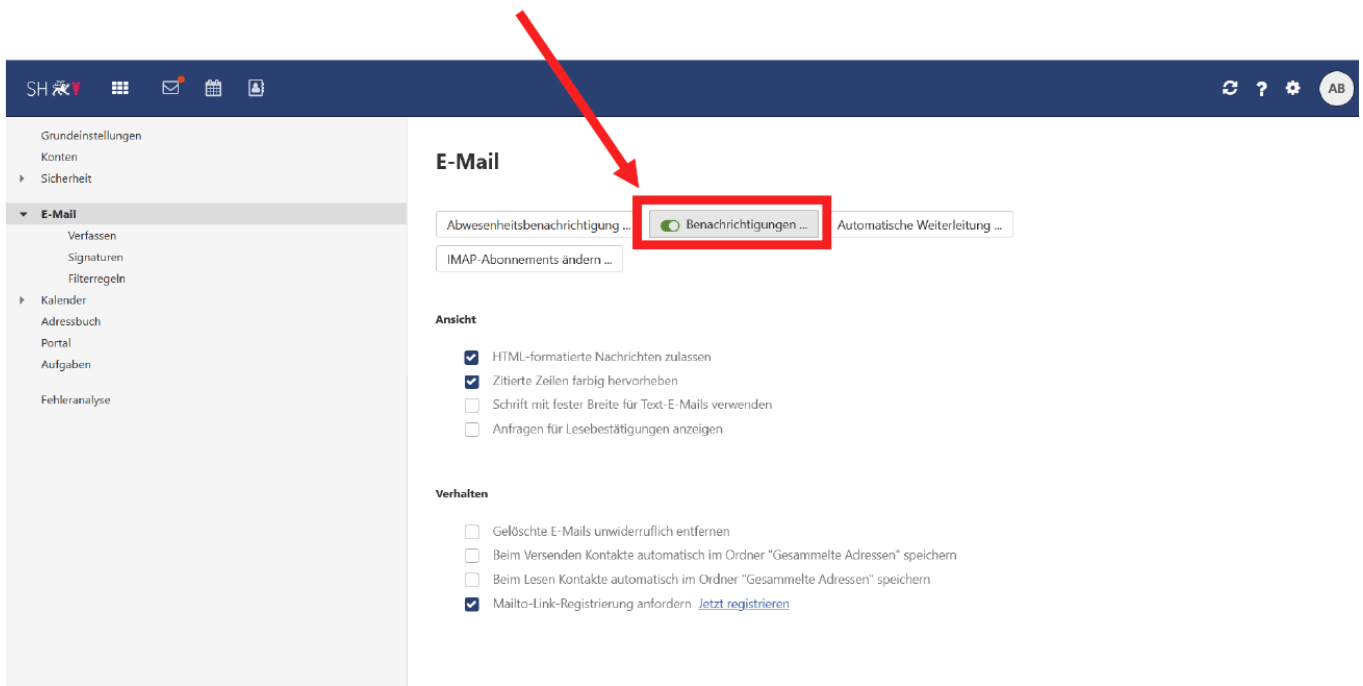 SH
AB
Grundeinstellungen
Konten
Sicherheit
E-Mail
Verfassen
Signaturen
Filterregeln
Kalender
Adressbuch
Portal
Aufgaben
Fehleranalyse
E-Mail
Abwesenheitsbenachrichtigung ... Benachrichtigungen ... Automatische Weiterleitung ...
IMAP-Abonnements ändern ...
Ansicht
HTML-formatierte Nachrichten zulassen
Zitierte Zeilen farbig hervorheben
Schrift mit fester Breite für Text-E-Mails verwenden
Anfragen für Lesebestätigungen anzeigen
Verhalten
Gelöschte E-Mails unwiderruflich entfernen
Beim Versenden Kontakte automatisch im Ordner "Gesammelte Adressen" speichern
Beim Lesen Kontakte automatisch im Ordner "Gesammelte Adressen" speichern
Mailto-Link-Registrierung anfordern Jetzt registrieren